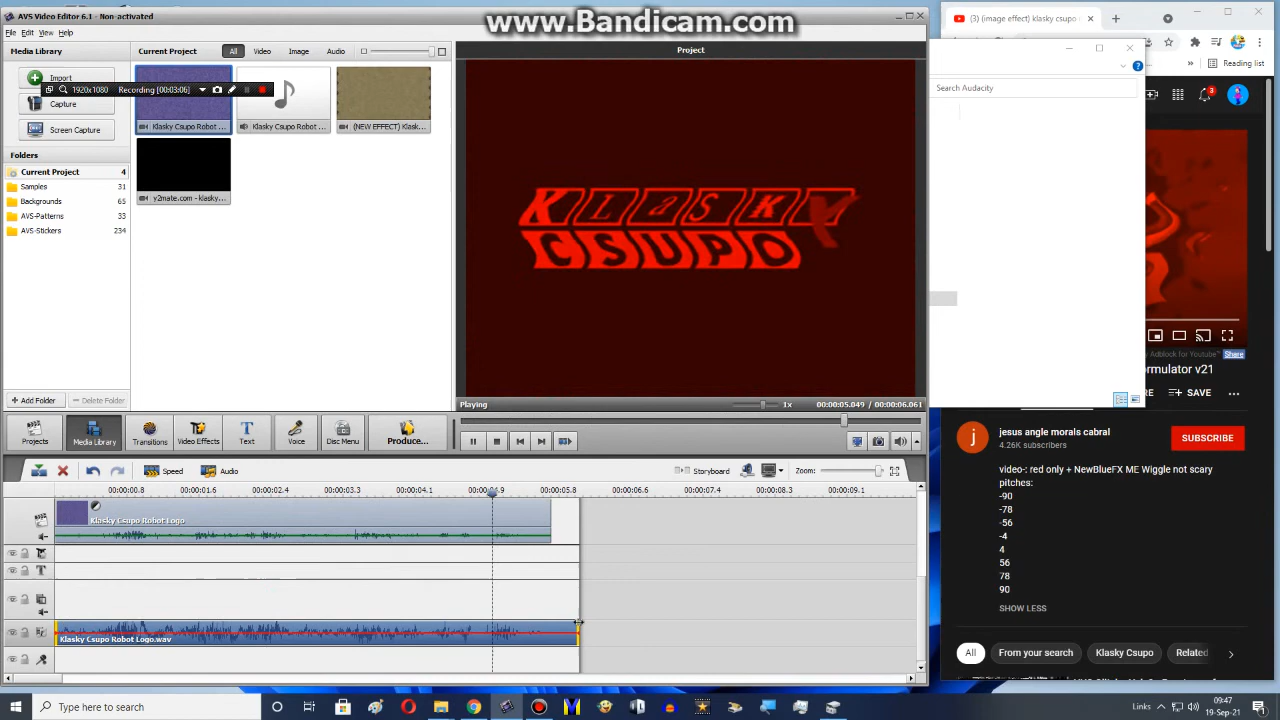 AVS Video Editor 6.1 - Non-activated
www.Bandicam.com
File Edit View Help
Media Library
Current Project All Video Image Audio
Import
Capture
Screen Capture
1920x1080 Recording [00:03:06]
Klasky Csupo Robot ... Klasky Csupo Robot ... (NEW EFFECT) Klask...
y2mate.com - klasky...
Folders
Current Project 4
Samples 31
Backgrounds 33
AVS-Patterns 33
AVS-Stickers 234
Add Folder Delete Folder
Project
KLaSKY
CSUPO
Playing 1x 00:00:05.049 / 00:00:06.061
Projects Media Library Transitions Video Effects Text Voice Disc Menu Produce...
Speed Audio Storyboard Zoom:
00:00:00.8 00:00:01.6 00:00:02.4 00:00:03.3 00:00:04.1 00:00:04.9 00:00:05.8 00:00:06.6 00:00:07.4 00:00:08.3 00:00:09.1
Klasky Csupo Robot Logo
T
Klasky Csupo Robot Logo.wav
(3) (image effect) klasky csupo
Reading list
Search Audacity
3
Adblock for Youtube™ Share
ormulator v21
RE SAVE ...
j
jesus angle morals cabral
4.26K subscribers
SUBSCRIBE
video-: red only + NewBlueFX ME Wiggle not scary
pitches:
-90
-78
-56
-4
4
56
78
90
SHOW LESS
All From your search Klasky Csupo Related
Type here to search
Links
09:47
19-Sep-21